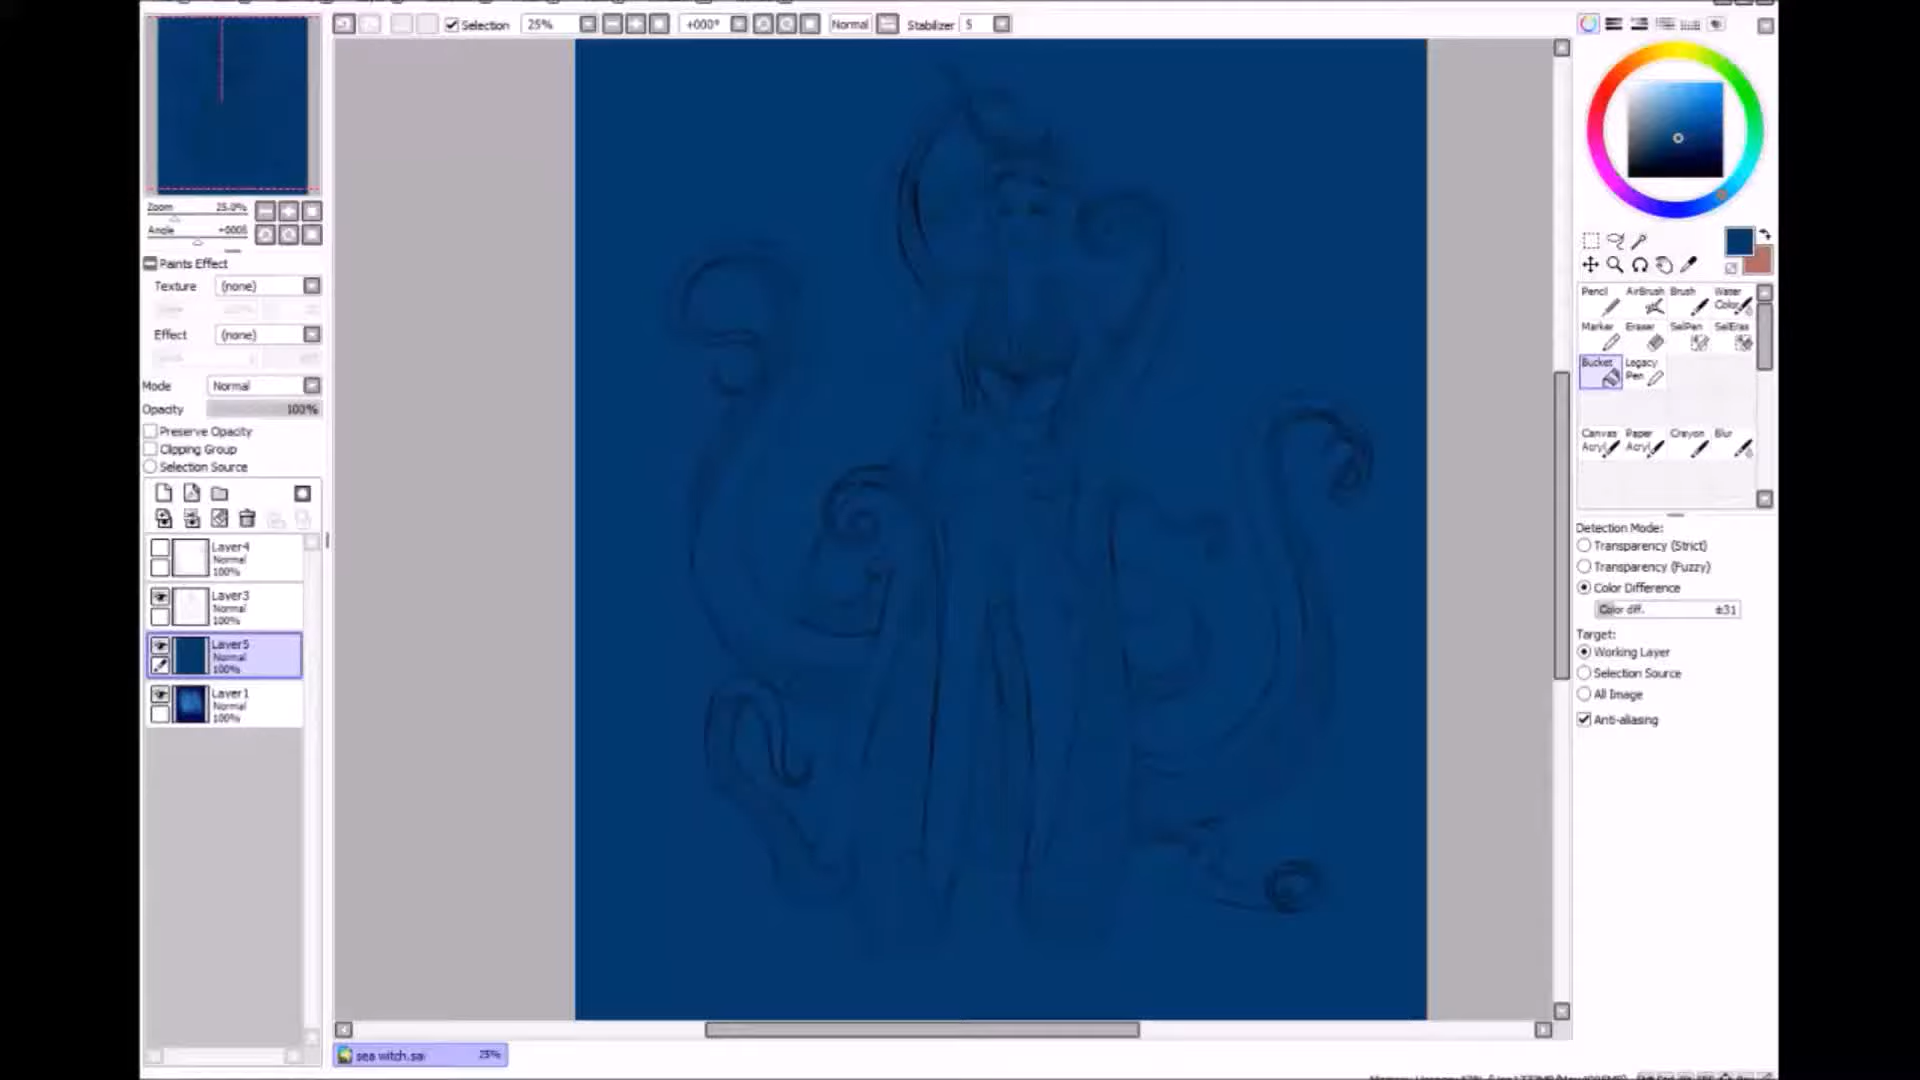 Selection 25% +000° Normal Stabilizer 5
Zoom 25.0%
Angle +000
Paints Effect
Texture (none)
Effect (none)
Mode Normal
Opacity 100%
Preserve Opacity
Clipping Group
Selection Source
Layer4
Normal
100%
Layer3
Normal
100%
Layer5
Normal
100%
Layer1
Normal
100%
Pencil AirBrush Brush Water Color
Marker Eraser SelPen SelEras
Bucket Legacy Pen
Canvas Acryl Paper Acryl Crayon Blur
Detection Mode:
Transparency (Strict)
Transparency (Fuzzy)
Color Difference
Color diff. ±31
Target:
Working Layer
Selection Source
All Image
Anti-aliasing
sea witch.sai 25%